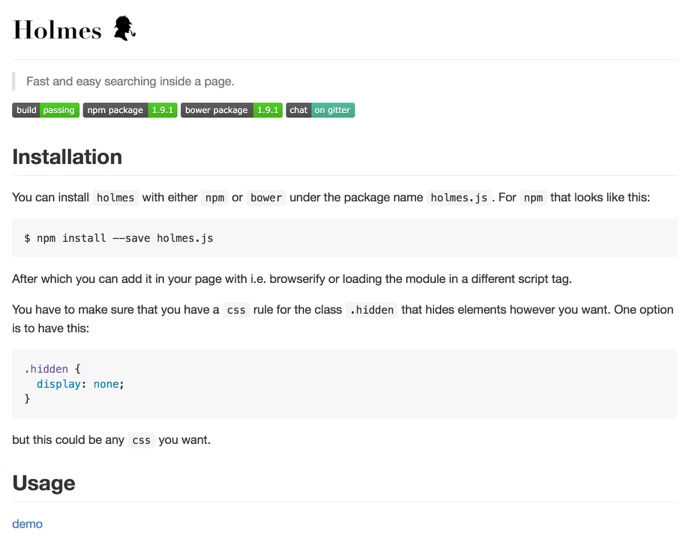 Holmes
Fast and easy searching inside a page.
build passing npm package 1.9.1 bower package 1.9.1 chat on gitter
Installation
You can install holmes with either npm or bower under the package name holmes.js . For npm that looks like this:
$ npm install --save holmes.js
After which you can add it in your page with i.e. browserify or loading the module in a different script tag.
You have to make sure that you have a css rule for the class .hidden that hides elements however you want. One option
is to have this:
.hidden {
  display: none;
}
but this could be any css you want.
Usage
demo